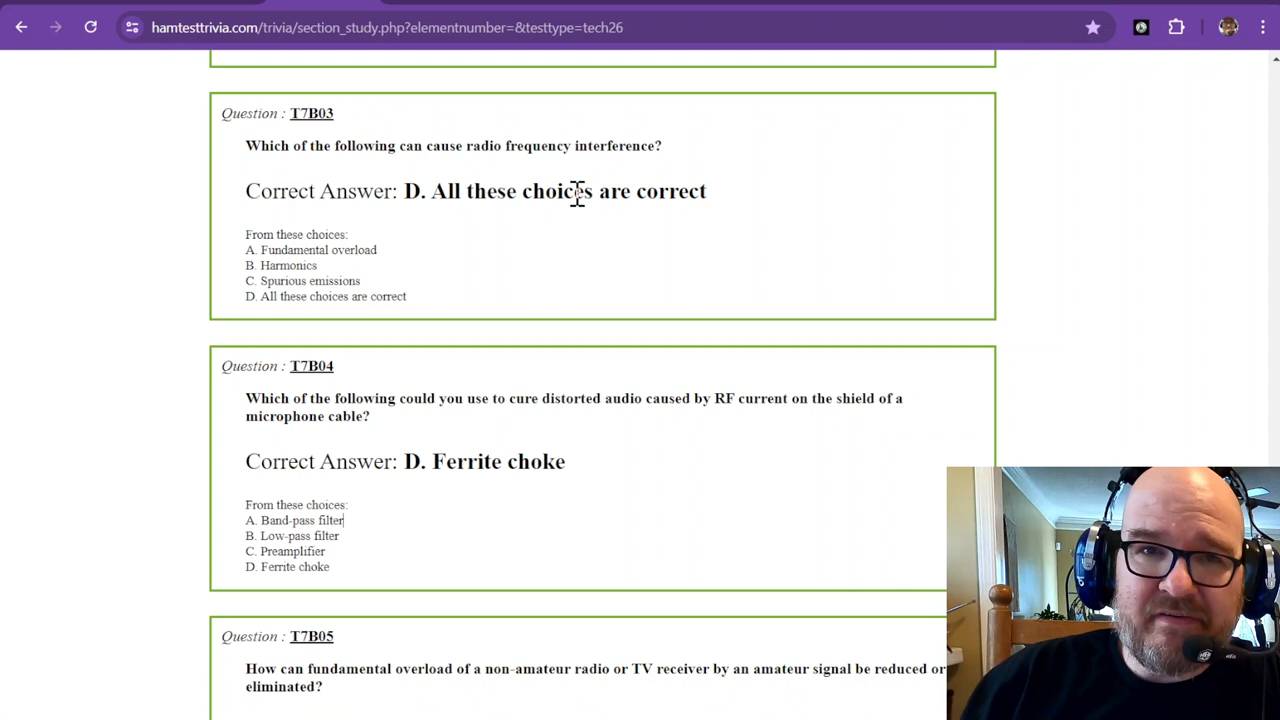 hamtesttrivia.com/trivia/section_study.php?elementnumber=&testtype=tech26
Question : T7B03
Which of the following can cause radio frequency interference?
Correct Answer: D. All these choices are correct
From these choices:
A. Fundamental overload
B. Harmonics
C. Spurious emissions
D. All these choices are correct
Question : T7B04
Which of the following could you use to cure distorted audio caused by RF current on the shield of a
microphone cable?
Correct Answer: D. Ferrite choke
From these choices:
A. Band-pass filter
B. Low-pass filter
C. Preamplifier
D. Ferrite choke
Question : T7B05
How can fundamental overload of a non-amateur radio or TV receiver by an amateur signal be reduced or
eliminated?